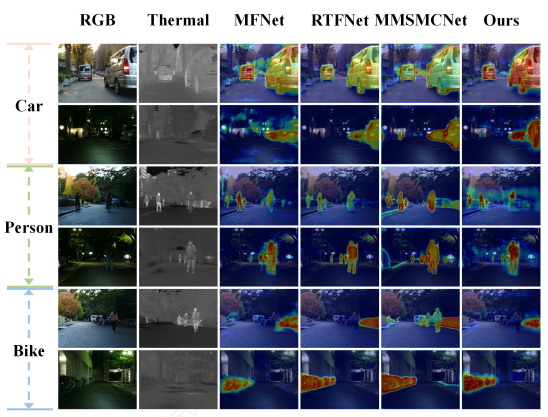 RGB Thermal MFNet RTFNet MMSMCNet Ours
Car
Person
Bike